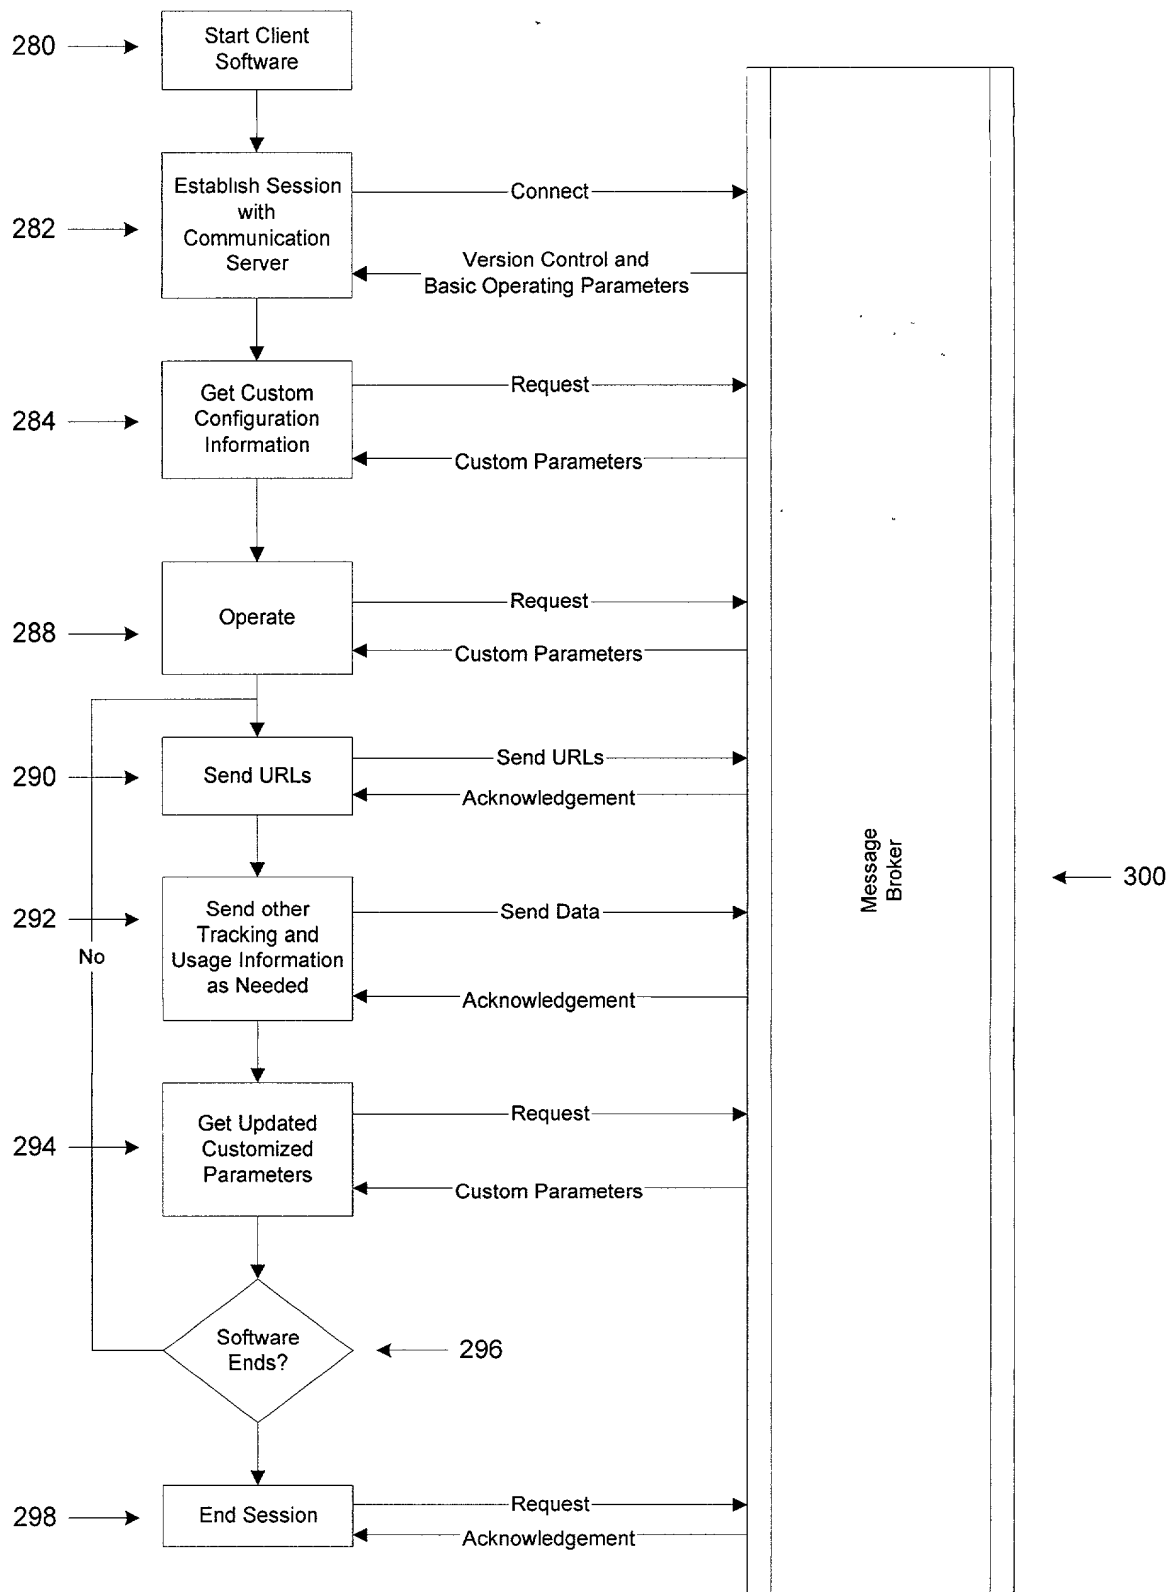 280
Start Client
Software
282
Establish Session
with
Communication
Server
Connect
Version Control and
Basic Operating Parameters
284
Get Custom
Configuration
Information
Request
Custom Parameters
288
Operate
Request
Custom Parameters
290
Send URLs
Send URLs
Acknowledgement
292
Send other
Tracking and
Usage Information
as Needed
Send Data
Acknowledgement
No
Message
Broker
300
294
Get Updated
Customized
Parameters
Request
Custom Parameters
Software
Ends?
296
298
End Session
Request
Acknowledgement